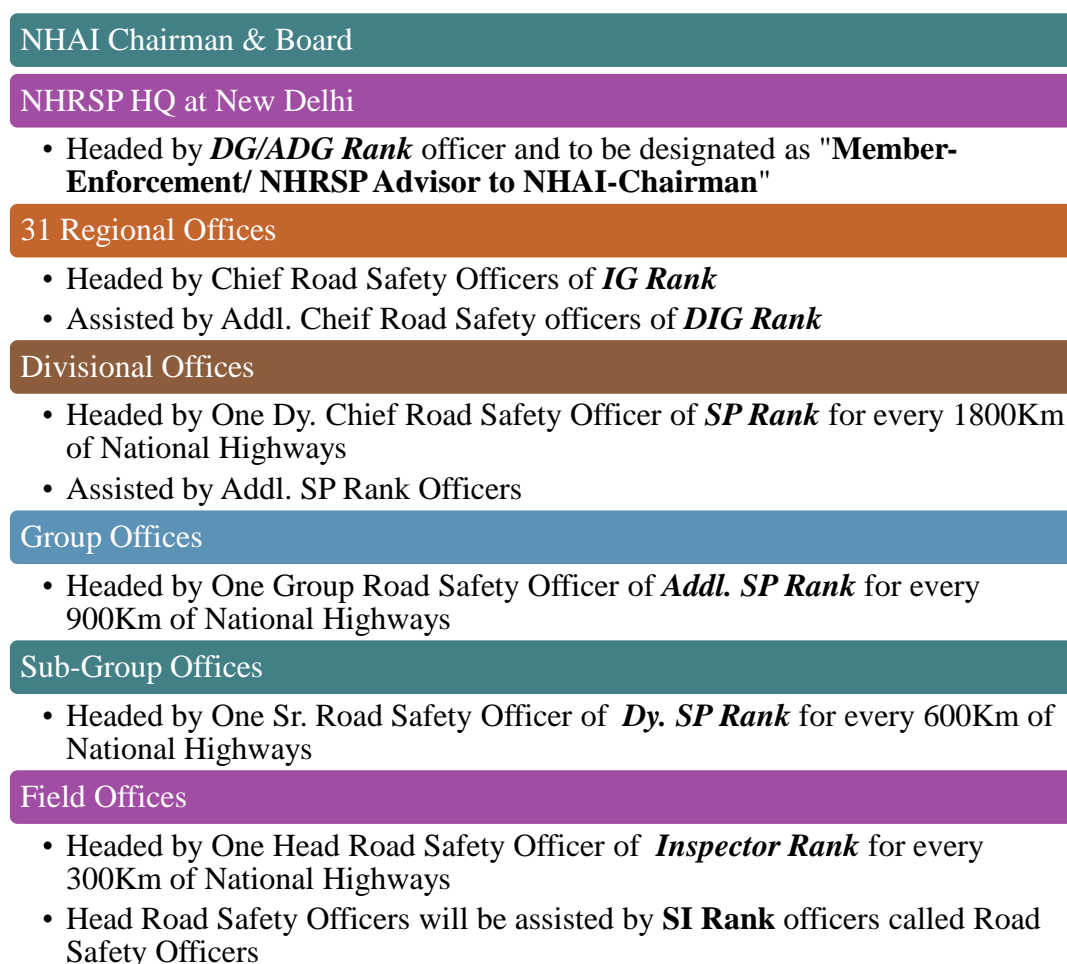 NHAI Chairman & Board
NHRSP HQ at New Delhi
• Headed by DG/ADG Rank officer and to be designated as "Member-
Enforcement/ NHRSP Advisor to NHAI-Chairman"
31 Regional Offices
• Headed by Chief Road Safety Officers of IG Rank
• Assisted by Addl. Cheif Road Safety officers of DIG Rank
Divisional Offices
• Headed by One Dy. Chief Road Safety Officer of SP Rank for every 1800Km
of National Highways
• Assisted by Addl. SP Rank Officers
Group Offices
• Headed by One Group Road Safety Officer of Addl. SP Rank for every
900Km of National Highways
Sub-Group Offices
• Headed by One Sr. Road Safety Officer of Dy. SP Rank for every 600Km of
National Highways
Field Offices
• Headed by One Head Road Safety Officer of Inspector Rank for every
300Km of National Highways
• Head Road Safety Officers will be assisted by SI Rank officers called Road
Safety Officers